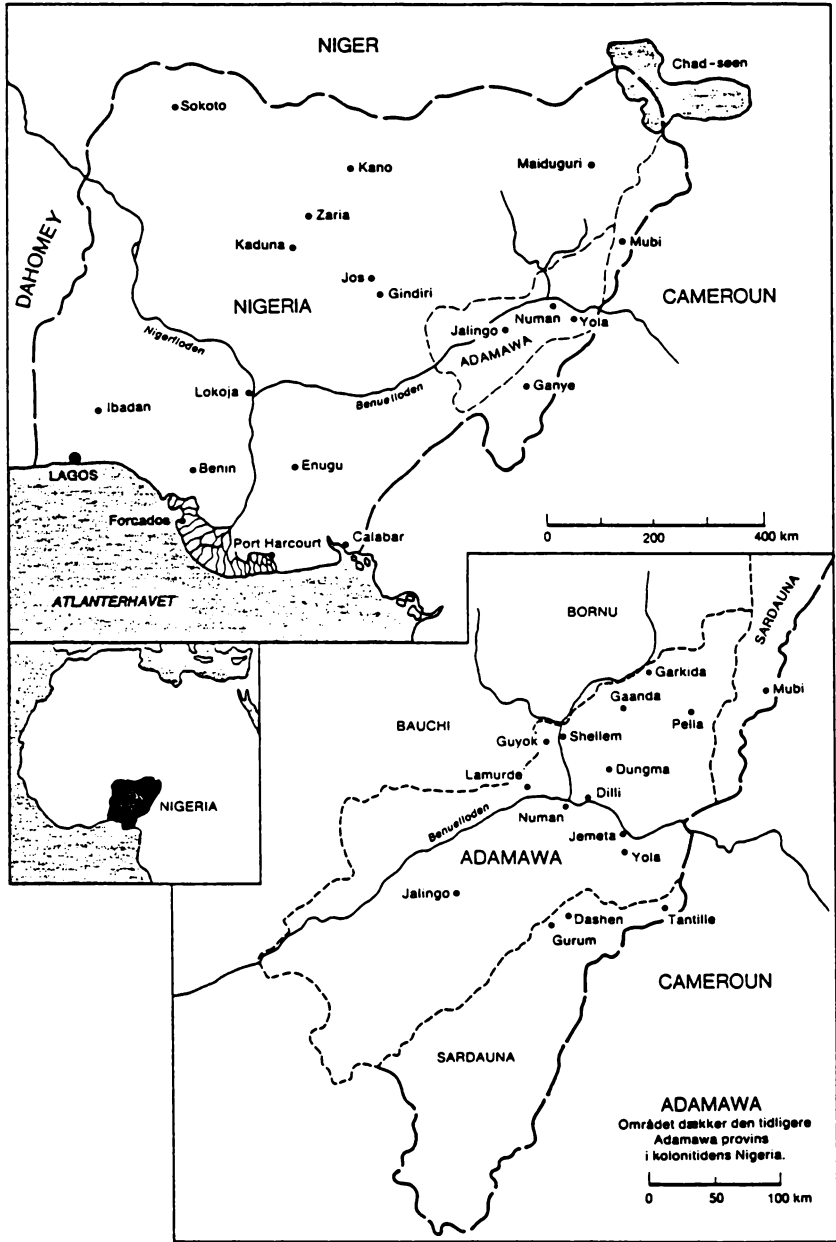 NIGER
Chad-søen
Sokoto
Kano
Maiduguri
Zaria
Kaduna
Mubi
DAHOMEY
Jos
Gindiri
NIGERIA
CAMEROUN
Numan
Yola
Jalingo
Nigerfloden
ADAMAWA
Lokoja
Benuefloden
Ganye
Ibadan
LAGOS
Benin
Enugu
Forcados
Port Harcourt
Calabar
0 200 400 km
ATLANTERHAVET
NIGERIA
BORNU
SARDAUNA
Garkida
Gaanda
Mubi
Pella
BAUCHI
Guyok
Shellem
Lamurde
Dungma
Dilli
Benuefloden
Numan
Jemeta
ADAMAWA
Yola
Jalingo
Dashen
Tantille
Gurum
CAMEROUN
SARDAUNA
ADAMAWA
Området dækker den tidligere
Adamawa provins
i kolonitidens Nigeria.
0 50 100 km